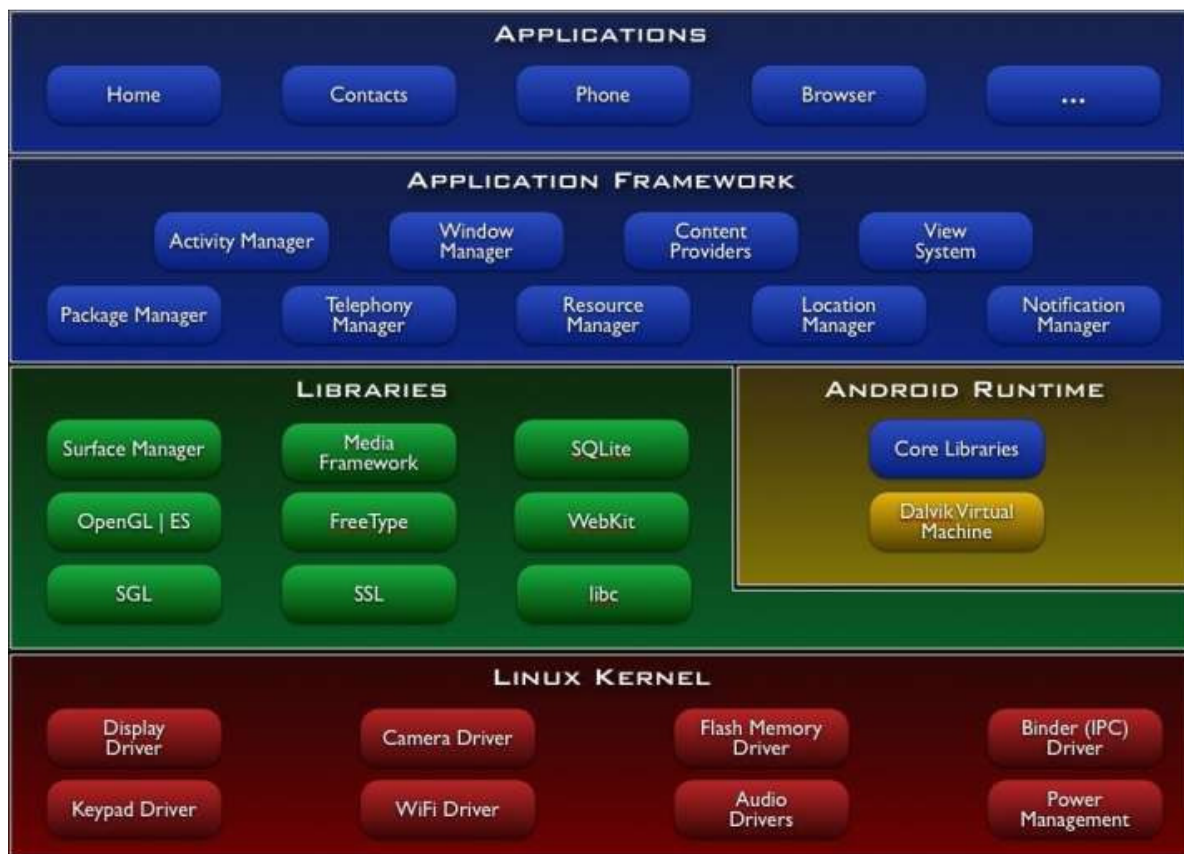 APPLICATIONS
Home
Contacts
Phone
Browser
...
APPLICATION FRAMEWORK
Activity Manager
Window
Manager
Content
Providers
View
System
Package Manager
Telephony
Manager
Resource
Manager
Location
Manager
Notification
Manager
LIBRARIES
Surface Manager
Media
Framework
SQLite
OpenGL | ES
FreeType
WebKit
SGL
SSL
libc
ANDROID RUNTIME
Core Libraries
Dalvik Virtual
Machine
LINUX KERNEL
Display
Driver
Camera Driver
Flash Memory
Driver
Binder (IPC)
Driver
Keypad Driver
WiFi Driver
Audio
Drivers
Power
Management